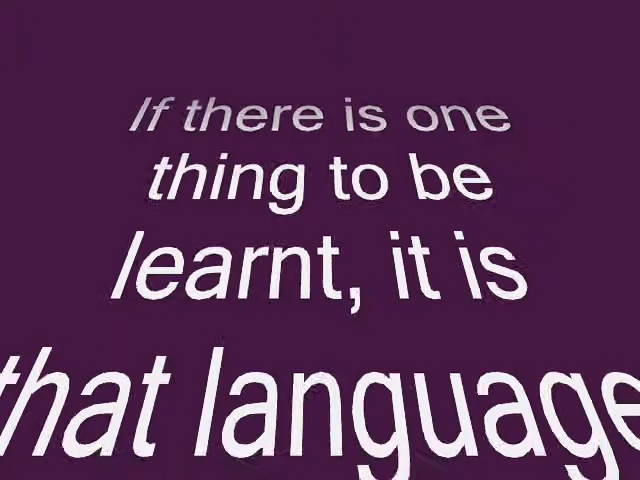 If there is one
thing to be
learnt, it is
that language